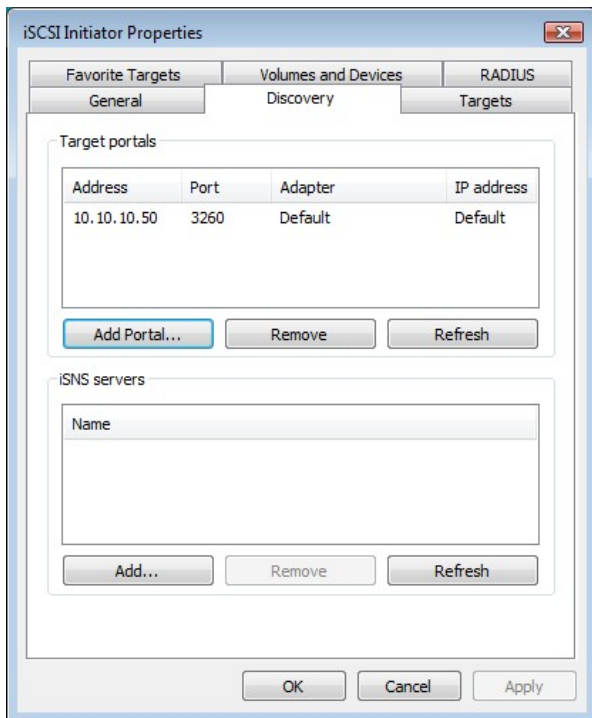 iSCSI Initiator Properties
Favorite Targets Volumes and Devices RADIUS
General Discovery Targets
Target portals
Address Port Adapter IP address
10.10.10.50 3260 Default Default
Add Portal... Remove Refresh
iSNS servers
Name
Add... Remove Refresh
OK Cancel Apply